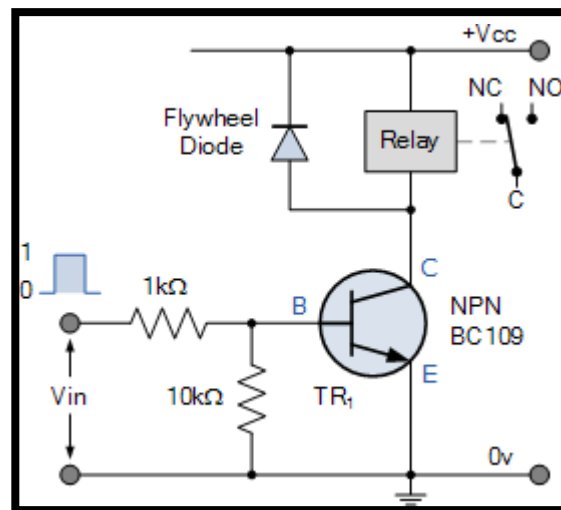 +Vcc
NC NO
Flywheel
Diode
Relay
C
1
0
1kΩ
B
C
NPN
BC109
Vin
10kΩ
TR₁
E
0v